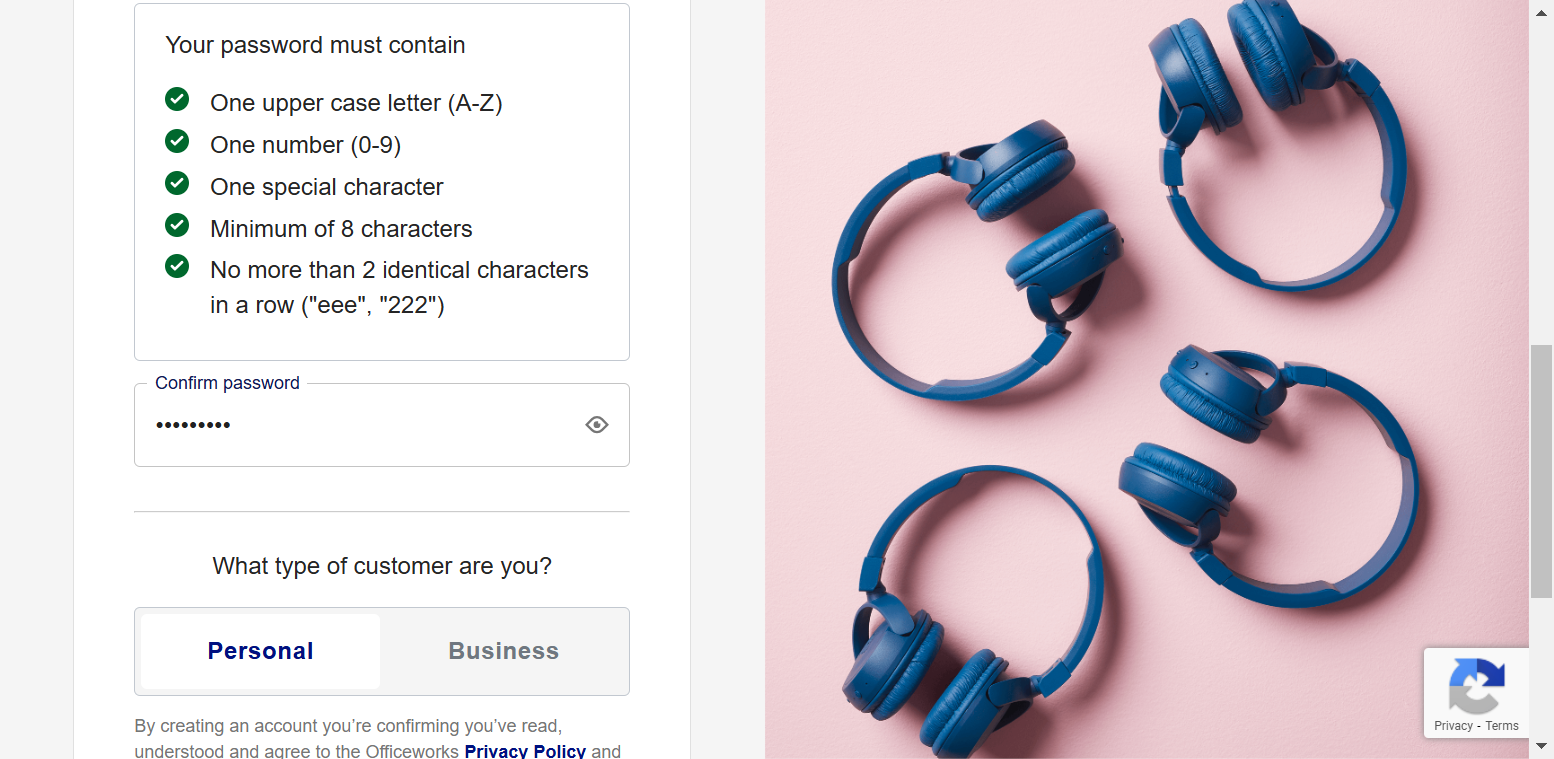 Your password must contain
One upper case letter (A-Z)
One number (0-9)
One special character
Minimum of 8 characters
No more than 2 identical characters
in a row ("eee", "222")
Confirm password
•••••••••
What type of customer are you?
Personal Business
By creating an account you’re confirming you’ve read,
understood and agree to the Officeworks Privacy Policy and
Privacy - Terms